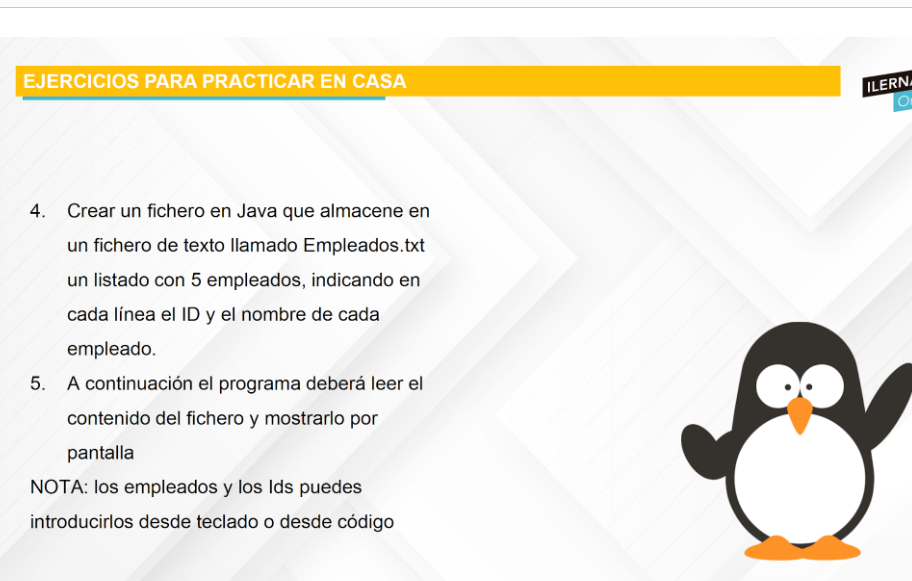 EJERCICIOS PARA PRACTICAR EN CASA
4. Crear un fichero en Java que almacene en
un fichero de texto llamado Empleados.txt
un listado con 5 empleados, indicando en
cada línea el ID y el nombre de cada
empleado.
5. A continuación el programa deberá leer el
contenido del fichero y mostrarlo por
pantalla
NOTA: los empleados y los Ids puedes
introducirlos desde teclado o desde código